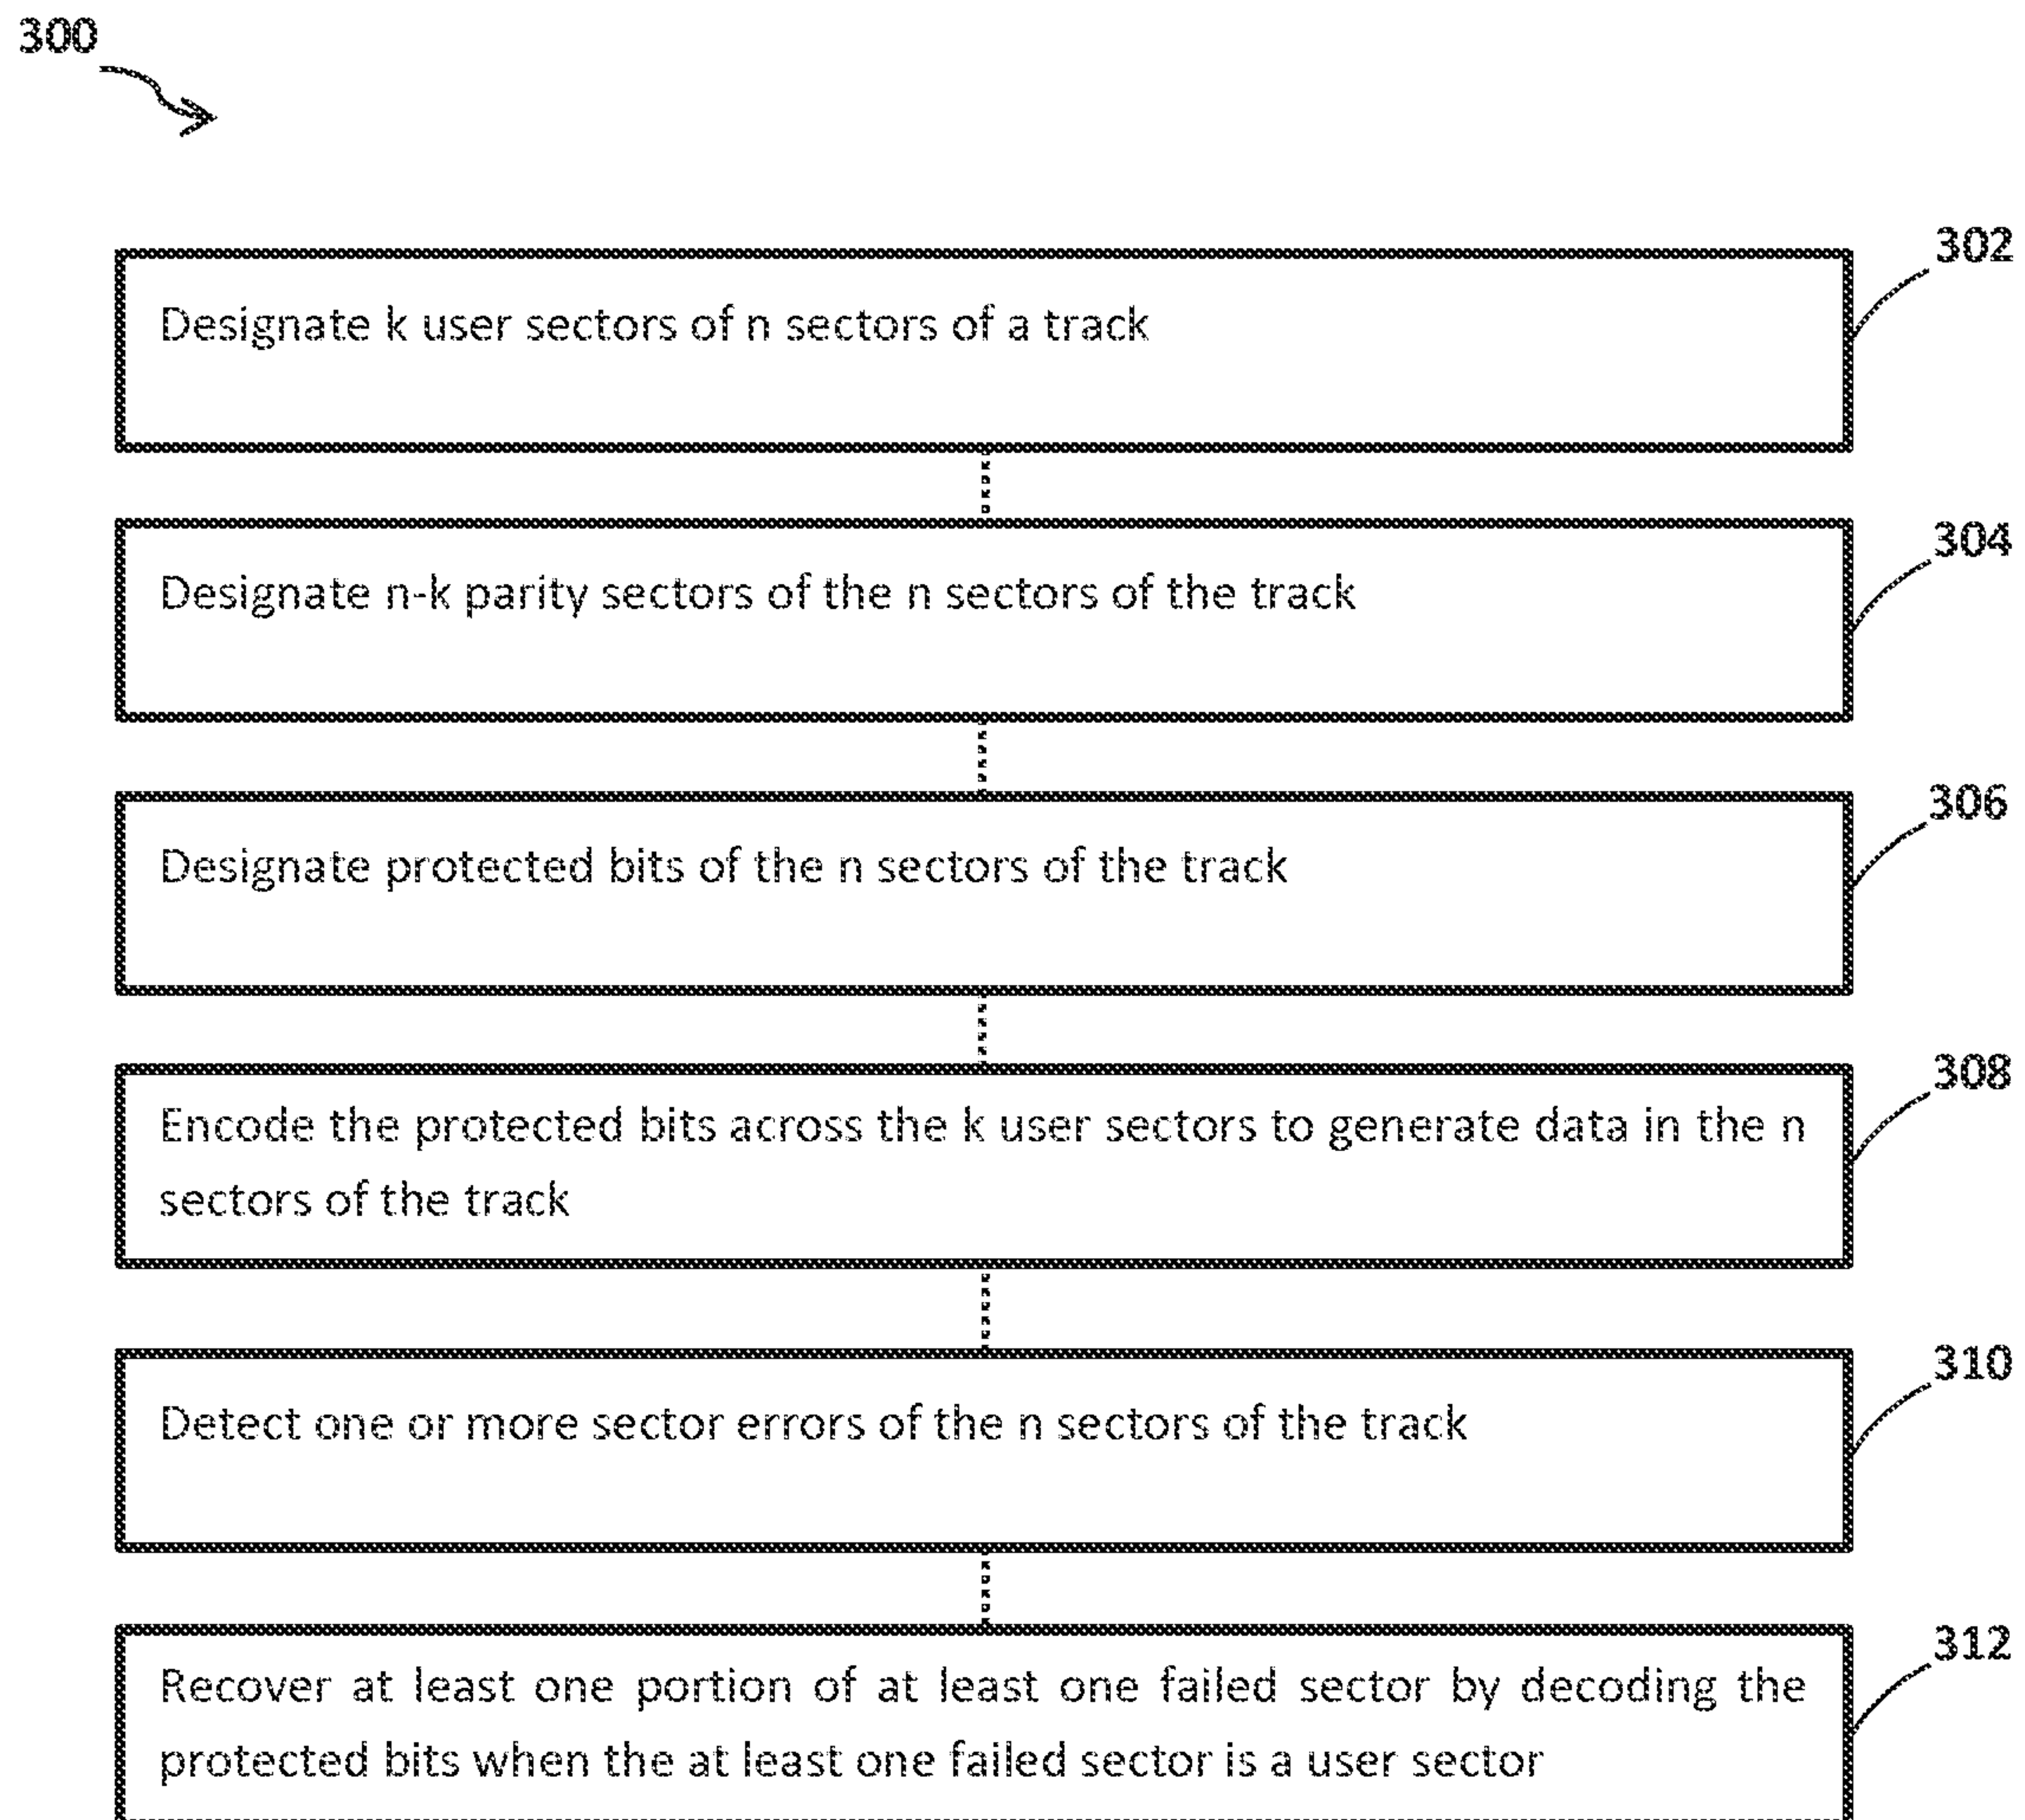 300
302
Designate k user sectors of n sectors of a track
304
Designate n-k parity sectors of the n sectors of the track
306
Designate protected bits of the n sectors of the track
308
Encode the protected bits across the k user sectors to generate data in the n
sectors of the track
310
Detect one or more sector errors of the n sectors of the track
312
Recover at least one portion of at least one failed sector by decoding the
protected bits when the at least one failed sector is a user sector